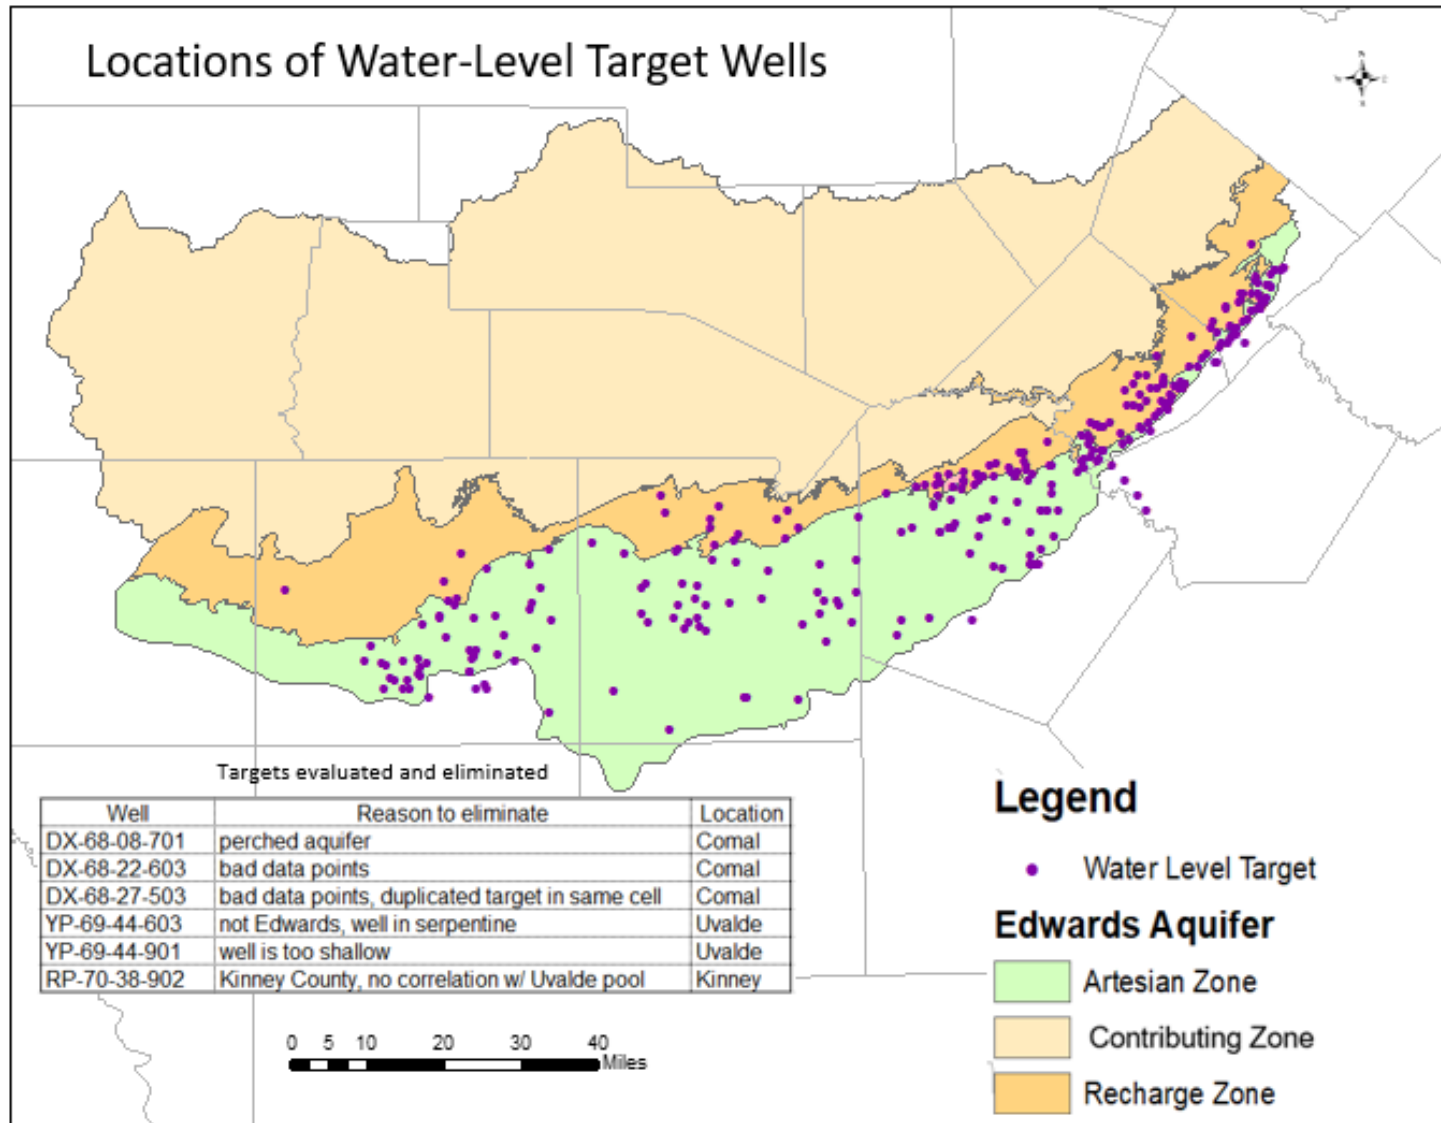 Locations of Water-Level Target Wells
Targets evaluated and eliminated
Well Reason to eliminate Location
DX-68-08-701 perched aquifer Comal
DX-68-22-603 bad data points Comal
DX-68-27-503 bad data points, duplicated target in same cell Comal
YP-69-44-603 not Edwards, well in serpentine Uvalde
YP-69-44-901 well is too shallow Uvalde
RP-70-38-902 Kinney County, no correlation w/ Uvalde pool Kinney
0 5 10 20 30 40
Miles
Legend
Water Level Target
Edwards Aquifer
Artesian Zone
Contributing Zone
Recharge Zone